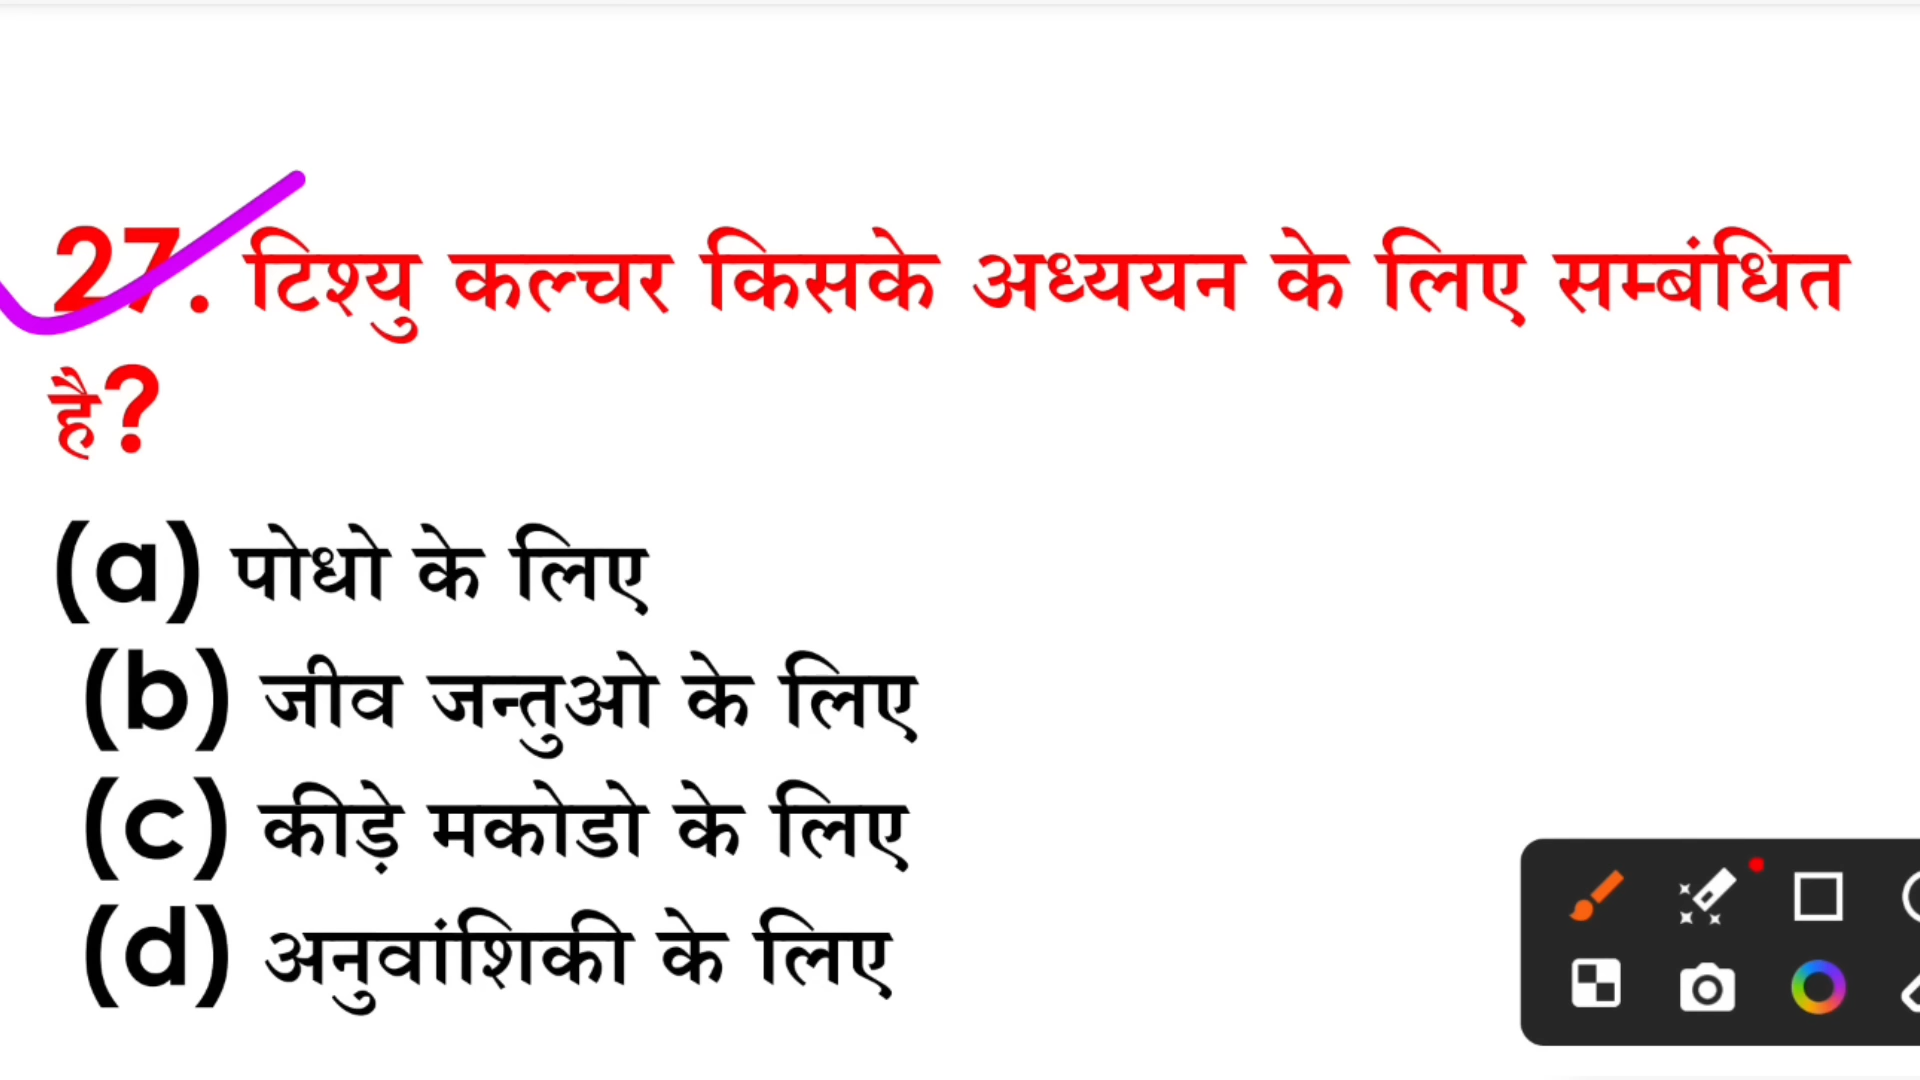 27. टिश्यु कल्चर किसके अध्ययन के लिए सम्बंधित
है?
(a) पोधो के लिए
(b) जीव जन्तुओ के लिए
(c) कीड़े मकोडो के लिए
(d) अनुवांशिकी के लिए